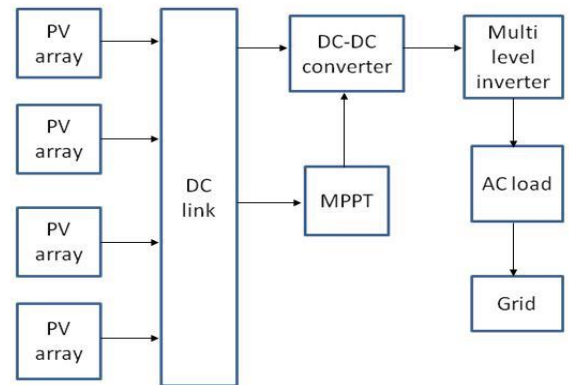 PV
array
PV
array
PV
array
PV
array
DC
link
DC-DC
converter
MPPT
Multi
level
inverter
AC load
Grid